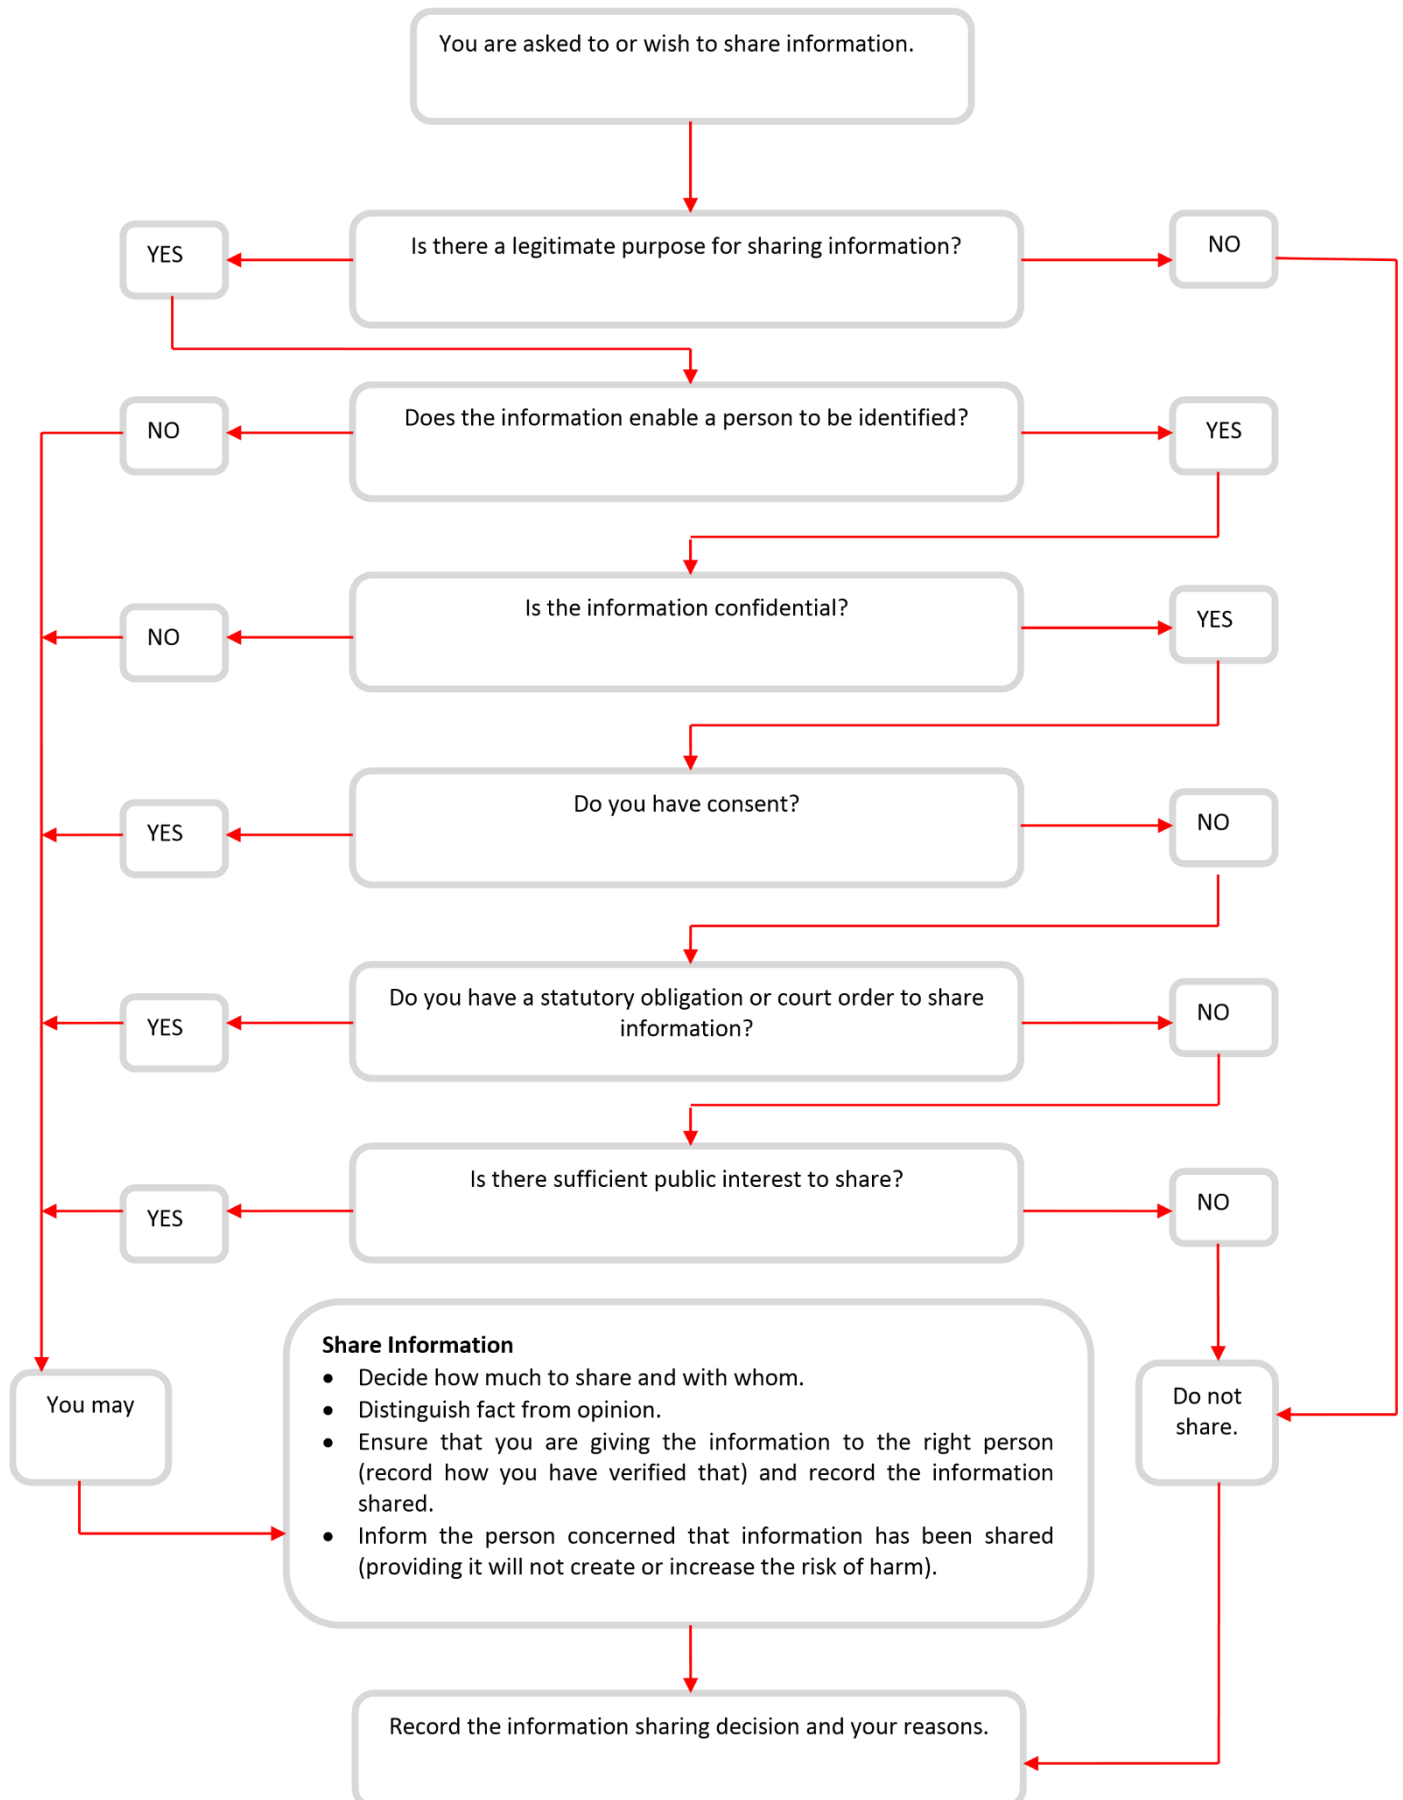 You are asked to or wish to share information.
YES
Is there a legitimate purpose for sharing information?
NO
NO
Does the information enable a person to be identified?
YES
NO
Is the information confidential?
YES
YES
Do you have consent?
NO
YES
Do you have a statutory obligation or court order to share
information?
NO
YES
Is there sufficient public interest to share?
NO
You may
Share Information
• Decide how much to share and with whom.
• Distinguish fact from opinion.
• Ensure that you are giving the information to the right person
(record how you have verified that) and record the information
shared.
• Inform the person concerned that information has been shared
(providing it will not create or increase the risk of harm).
Do not
share.
Record the information sharing decision and your reasons.